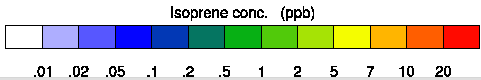 Isoprene conc. (ppb)
.01 .02 .05 .1 .2 .5 1 2 5 7 10 20